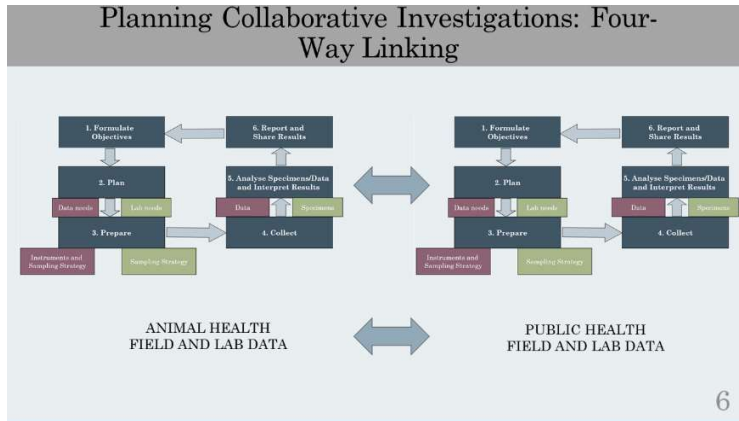 Planning Collaborative Investigations: Four-
Way Linking
1. Formulate
Objectives
6. Report and
Share Results
2. Plan
5. Analyse Specimens/Data
and Interpret Results
Data needs
Lab needs
Data
Specimens
3. Prepare
4. Collect
Instruments and
Sampling Strategy
Sampling Strategy
1. Formulate
Objectives
6. Report and
Share Results
2. Plan
5. Analyse Specimens/Data
and Interpret Results
Data needs
Lab needs
Data
Specimens
3. Prepare
4. Collect
Instruments and
Sampling Strategy
Sampling Strategy
ANIMAL HEALTH
FIELD AND LAB DATA
PUBLIC HEALTH
FIELD AND LAB DATA
6